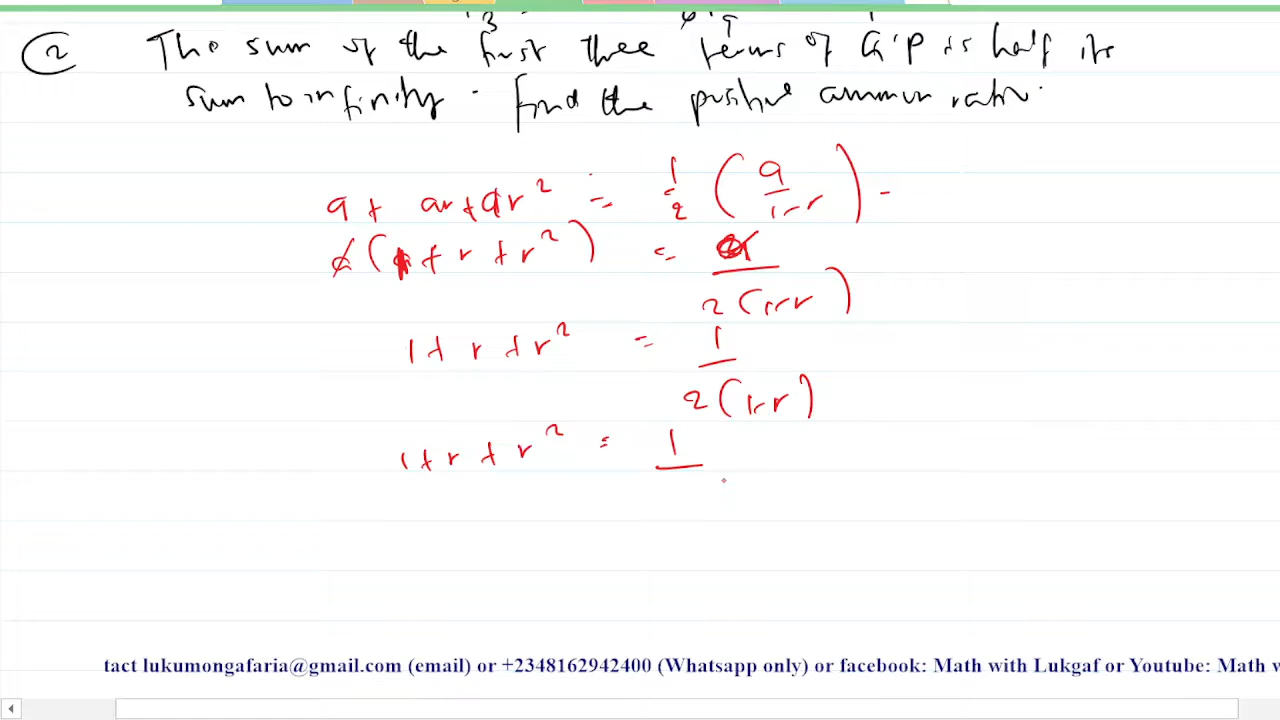 ② The sum of the first three terms of G.P is half its
sum to infinity. Find the positive common ratio.
a + ar + ar² = 1/2 (a/1-r)
a(1 + r + r²) = a/2(1-r)
1 + r + r² = 1/2(1-r)
1 + r + r² = 1/
tact lukumongafaria@gmail.com (email) or +2348162942400 (Whatsapp only) or facebook: Math with Lukgaf or Youtube: Math w